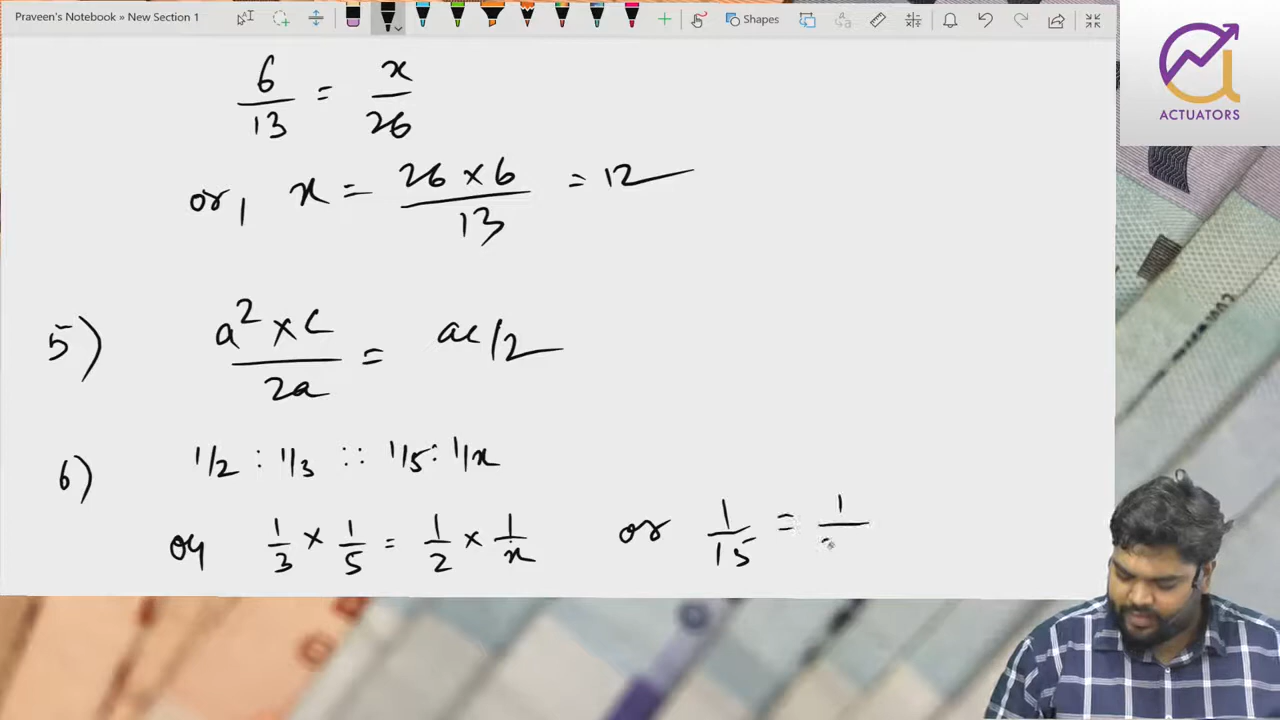 Praveen's Notebook » New Section 1
Shapes
ACTUATORS
6/13 = x/26
or, x = 26 × 6/13 = 12
5) a² × c/2a = ac/2
6) 1/2 : 1/3 :: 1/5 : 1/x
or, 1/3 × 1/5 = 1/2 × 1/x or 1/15 = 1/